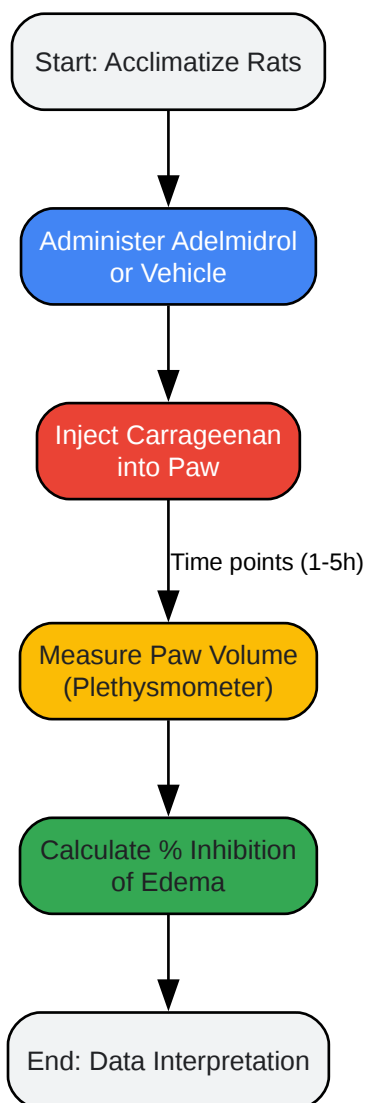 Start: Acclimatize Rats
Administer Adelmidrol
or Vehicle
Inject Carrageenan
into Paw
Time points (1-5h)
Measure Paw Volume
(Plethysmometer)
Calculate % Inhibition
of Edema
End: Data Interpretation